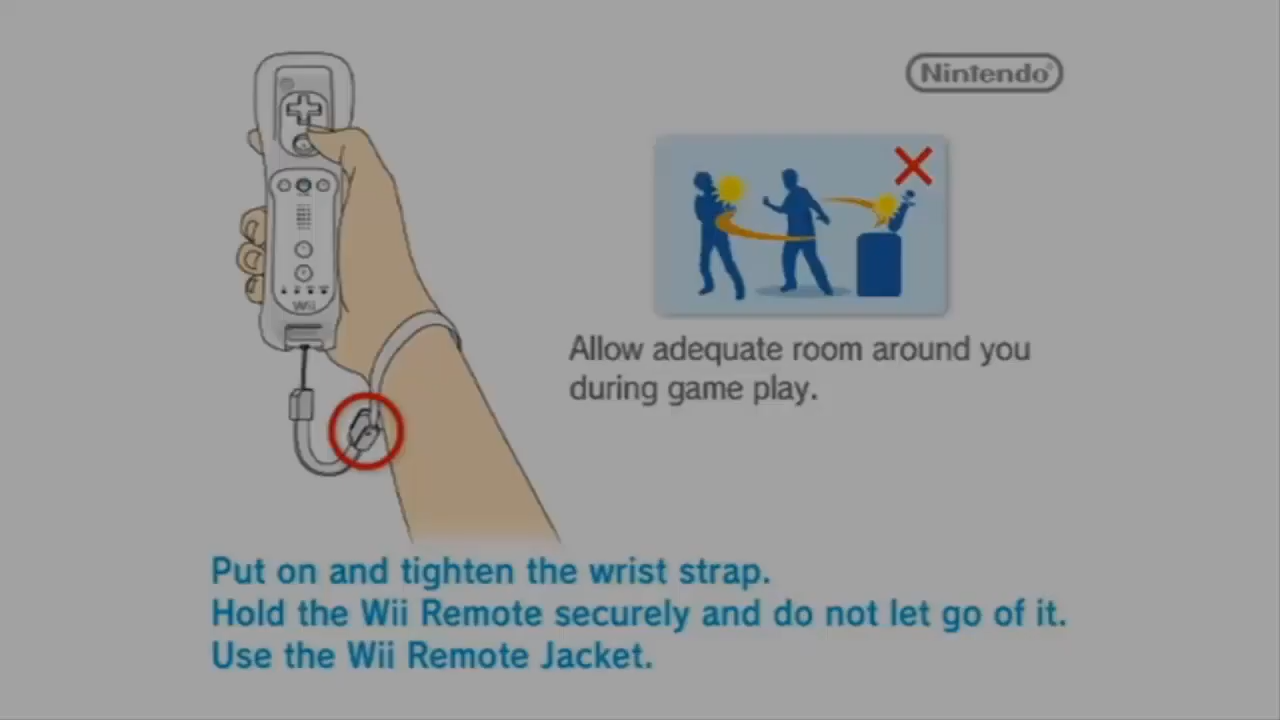 Nintendo
Wii
Allow adequate room around you
during game play.
Put on and tighten the wrist strap.
Hold the Wii Remote securely and do not let go of it.
Use the Wii Remote Jacket.